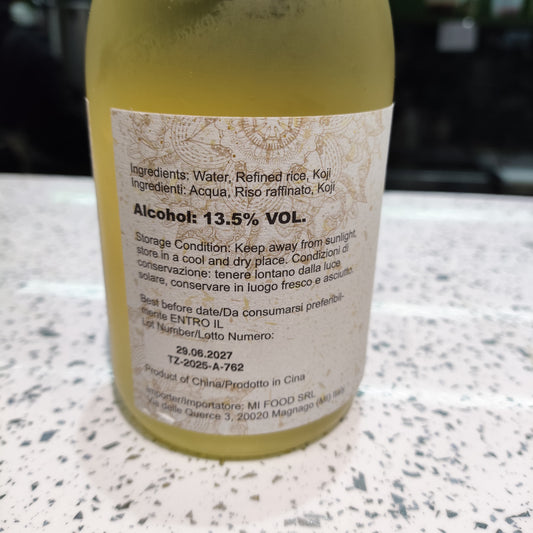 Ingredients: Water, Refined rice, Koji
Ingredienti: Acqua, Riso raffinato, Koji
Alcohol: 13.5% VOL.
Storage Condition: Keep away from sunlight,
store in a cool and dry place. Condizioni di
conservazione: tenere lontano dalla luce
solare, conservare in luogo fresco e asciutto.
Best before date/Da consumarsi preferibil-
mente ENTRO IL
Lot Number/Lotto Numero:
29.06.2027
TZ-2025-A-762
Product of China/Prodotto in Cina
Importer/Importatore: MI FOOD SRL
Via delle Querce 3, 20020 Magnago (MI)